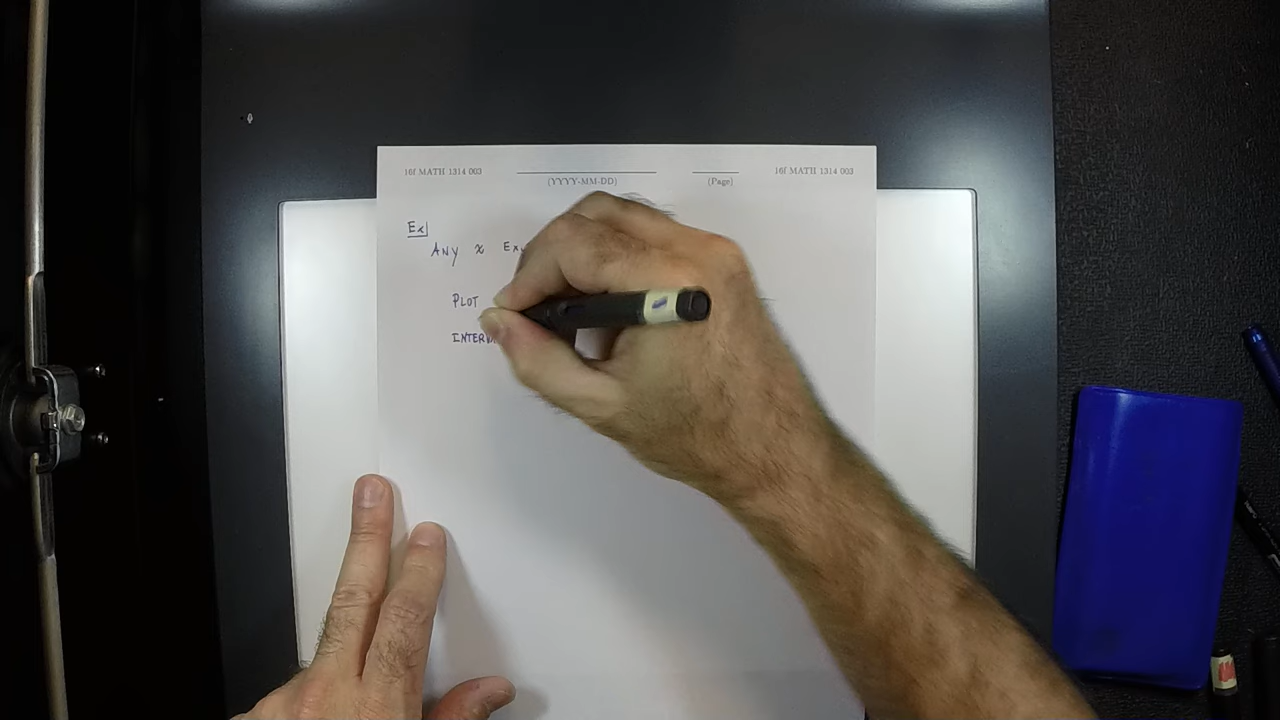 16f MATH 1314 003 (YYYY-MM-DD) (Page) 16f MATH 1314 003
Ex
ANY x
PLOT